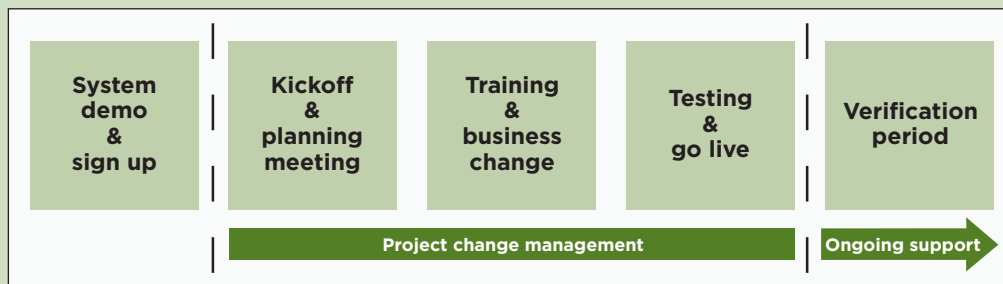 System
demo
&
sign up
Kickoff
&
planning
meeting
Training
&
business
change
Testing
&
go live
Verification
period
Project change management
Ongoing support